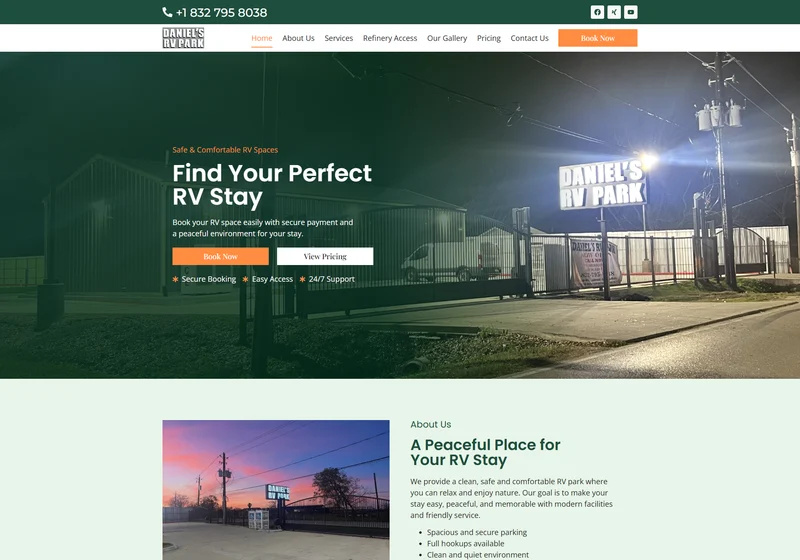 +1 832 795 8038
DANIEL'S
RV PARK
Home
About Us
Services
Refinery Access
Our Gallery
Pricing
Contact Us
Book Now
Safe & Comfortable RV Spaces
Find Your Perfect
RV Stay
Book your RV space easily with secure payment and
a peaceful environment for your stay.
Book Now
View Pricing
Secure Booking
Easy Access
24/7 Support
DANIEL'S
RV PARK
About Us
A Peaceful Place for
Your RV Stay
We provide a clean, safe and comfortable RV park where
you can relax and enjoy nature. Our goal is to make your
stay easy, peaceful, and memorable with modern facilities
and friendly service.
Spacious and secure parking
Full hookups available
Clean and quiet environment
DANIEL'S
RV PARK